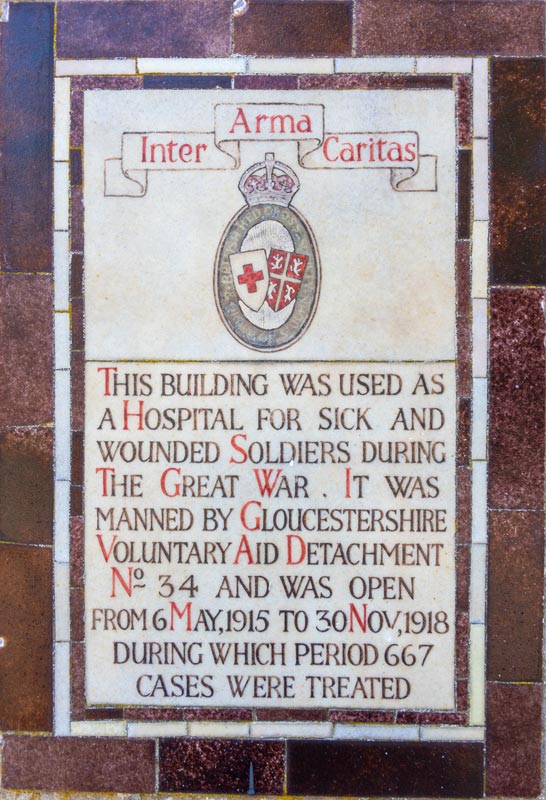 Inter Arma Caritas
THIS BUILDING WAS USED AS
A HOSPITAL FOR SICK AND
WOUNDED SOLDIERS DURING
THE GREAT WAR. IT WAS
MANNED BY GLOUCESTERSHIRE
VOLUNTARY AID DETACHMENT
No 34 AND WAS OPEN
FROM 6 MAY, 1915 TO 30 NOV, 1918
DURING WHICH PERIOD 667
CASES WERE TREATED